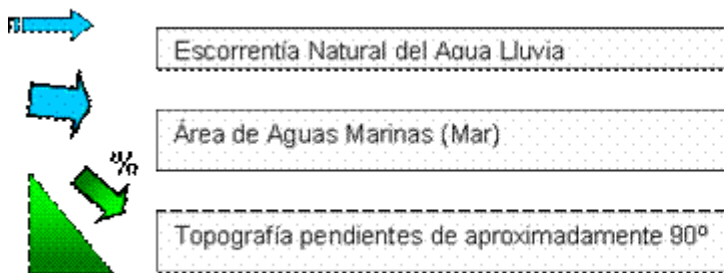 Escorrentía Natural del Agua Lluvia
Área de Aguas Marinas (Mar)
%
Topografía pendientes de aproximadamente 90º